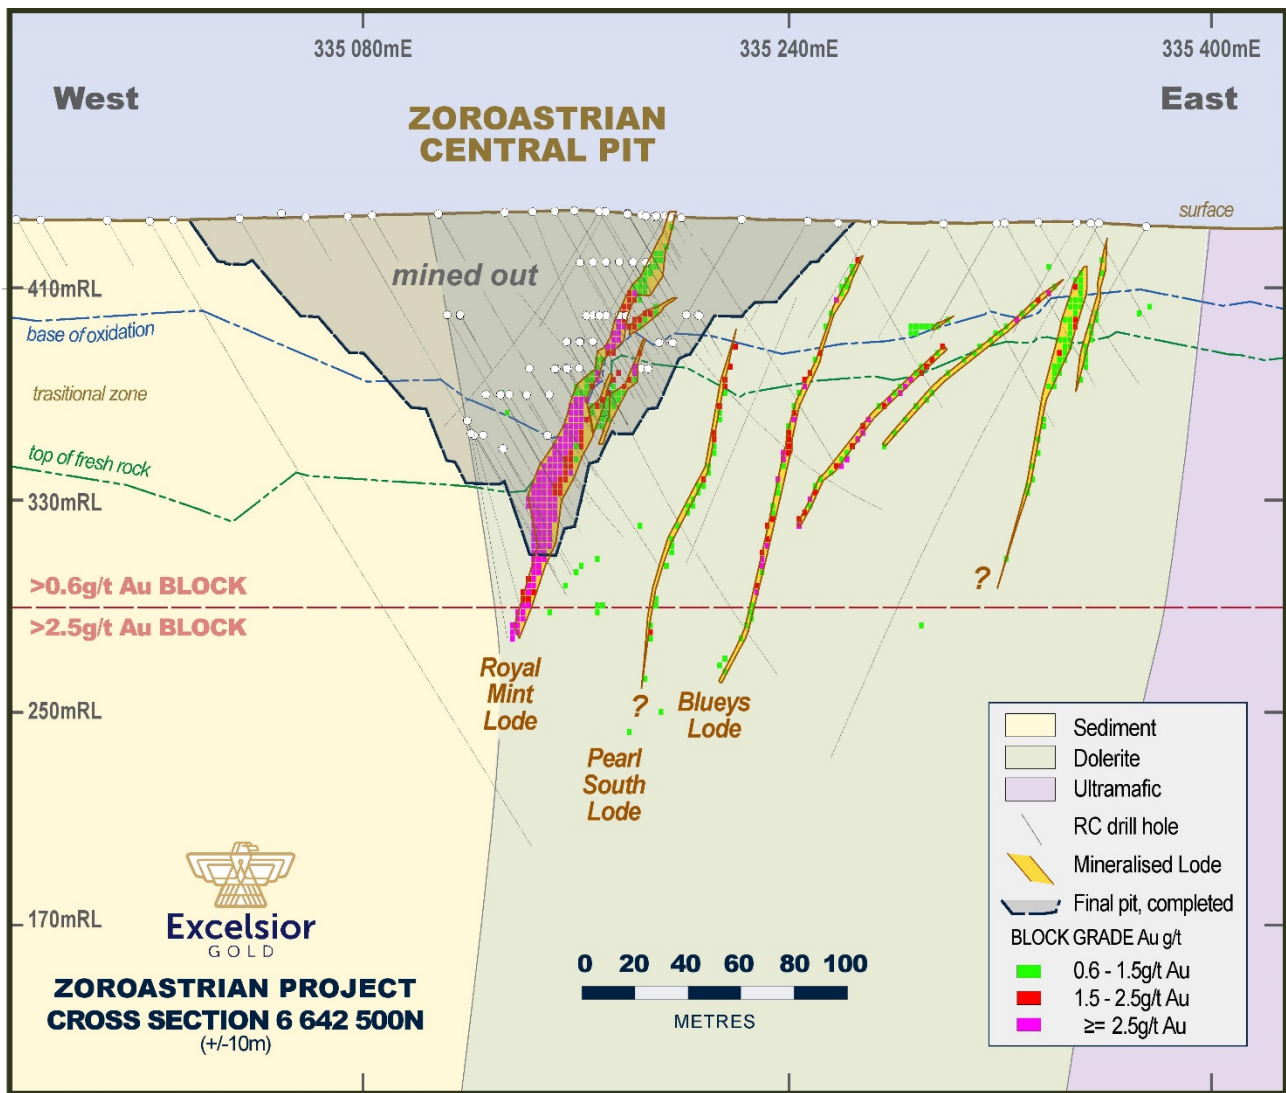 335 080mE
335 240mE
335 400mE
West
East
ZOROASTRIAN
CENTRAL PIT
surface
mined out
410mRL
base of oxidation
trasitional zone
top of fresh rock
330mRL
>0.6g/t Au BLOCK
>2.5g/t Au BLOCK
?
Royal
Mint
Lode
?
Pearl
South
Lode
Blueys
Lode
250mRL
170mRL
Sediment
Dolerite
Ultramafic
RC drill hole
Mineralised Lode
Final pit, completed
BLOCK GRADE Au g/t
0.6 - 1.5g/t Au
1.5 - 2.5g/t Au
≥= 2.5g/t Au
Excelsior
GOLD
ZOROASTRIAN PROJECT
CROSS SECTION 6 642 500N
(+/-10m)
0 20 40 60 80 100
METRES